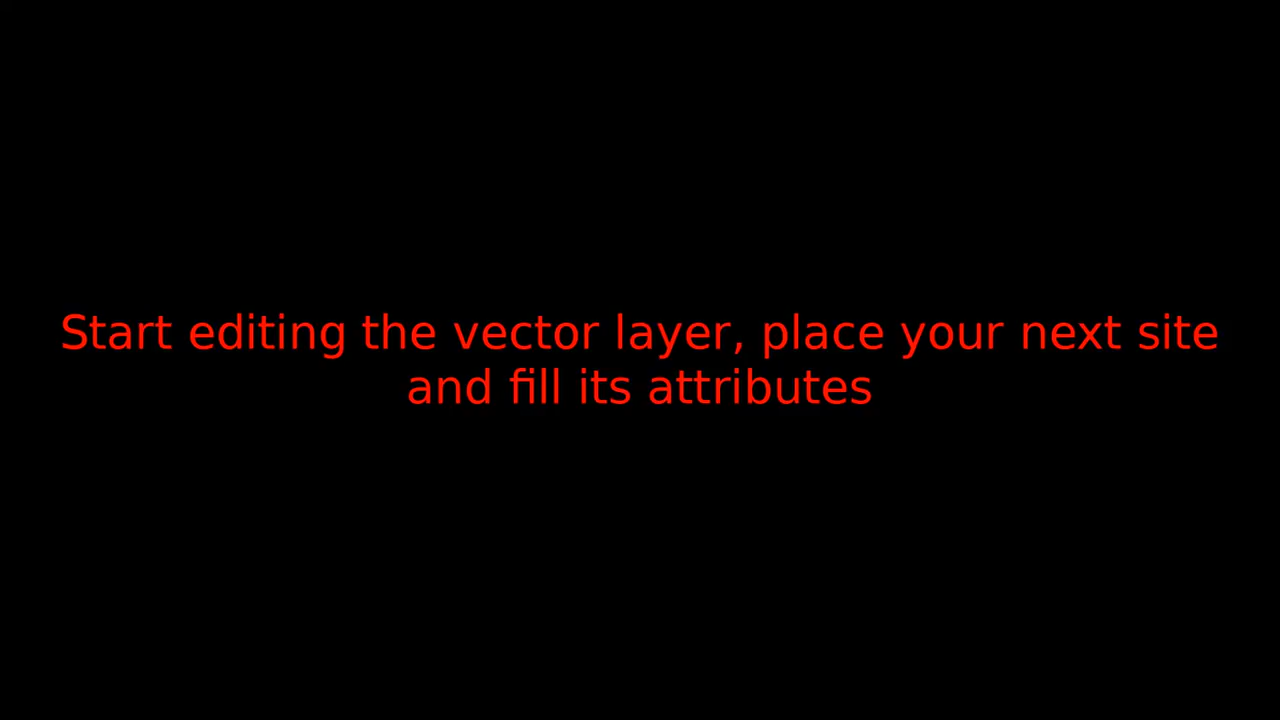 Start editing the vector layer, place your next site
and fill its attributes